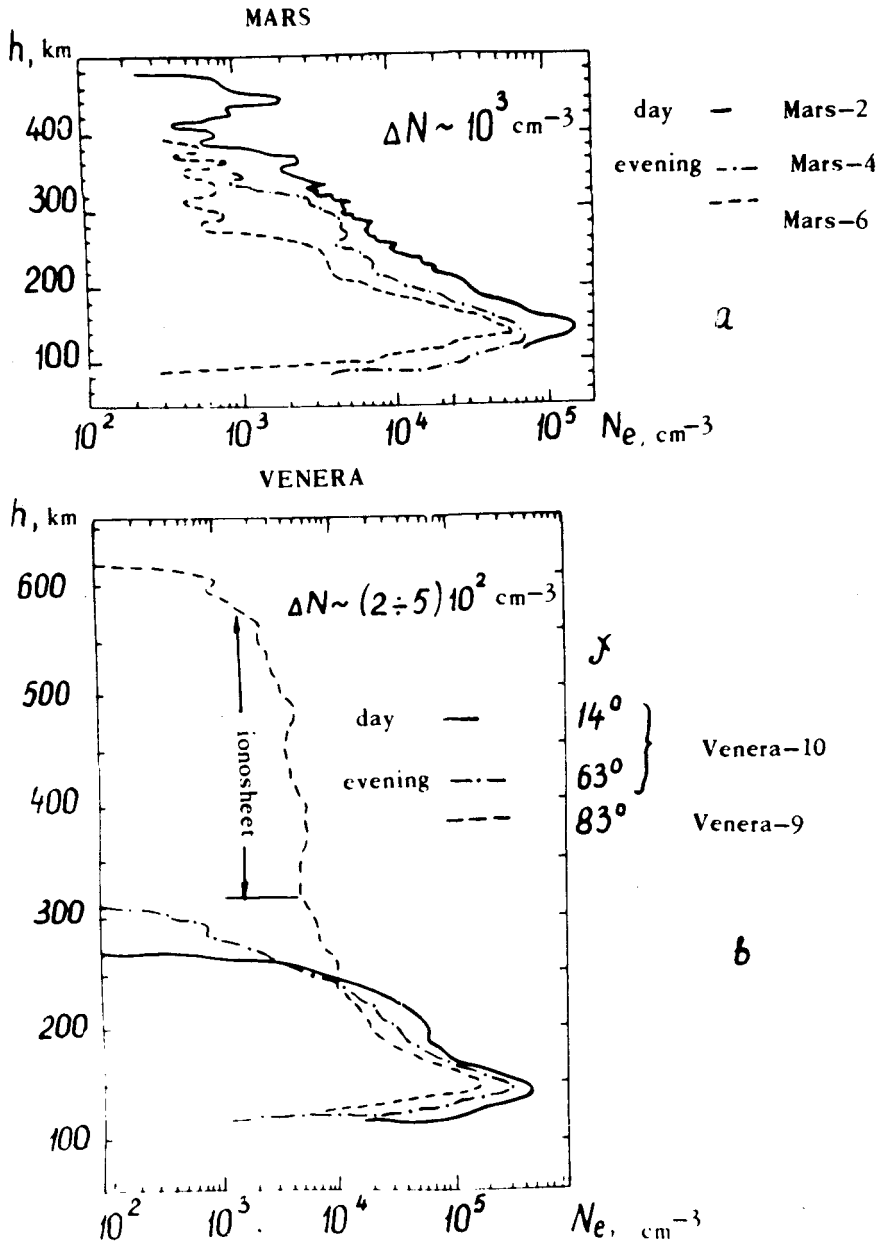 MARS
h, km
400
300
200
100
ΔN ~ 10³ cm⁻³
day — Mars-2
evening -·- Mars-4
--- Mars-6
a
10² 10³ 10⁴ 10⁵ Nₑ, cm⁻³
VENERA
h, km
600
500
400
300
200
100
ΔN ~ (2÷5) 10² cm⁻³
ionosheet
day — 14°
evening -·- 63°
Venera-10
--- 83° Venera-9
b
10² 10³ 10⁴ 10⁵ Nₑ, cm⁻³